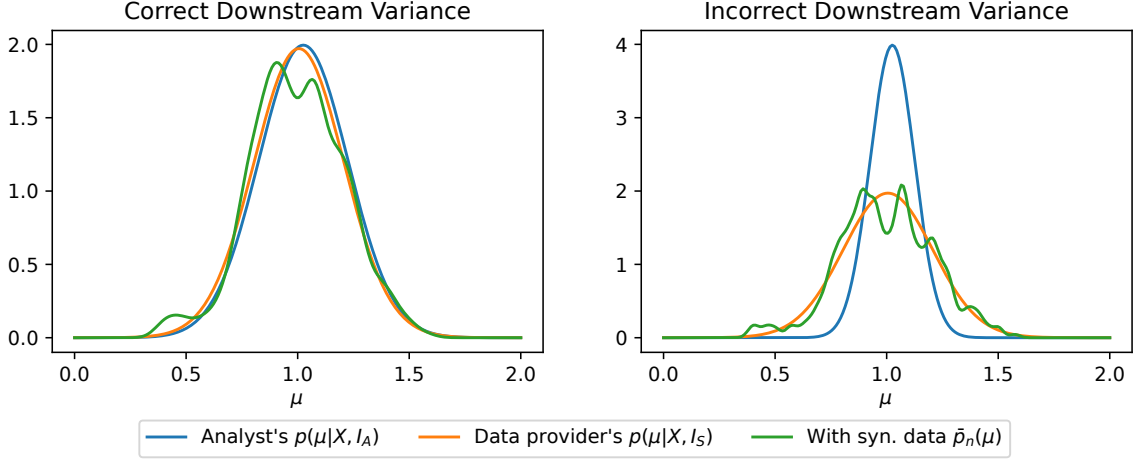 Correct Downstream Variance
2.0
1.5
1.0
0.5
0.0
0.0 0.5 1.0 1.5 2.0
μ
Incorrect Downstream Variance
4
3
2
1
0
0.0 0.5 1.0 1.5 2.0
μ
Analyst's p(μ|X, I_A) Data provider's p(μ|X, I_S) With syn. data p̄_n(μ)